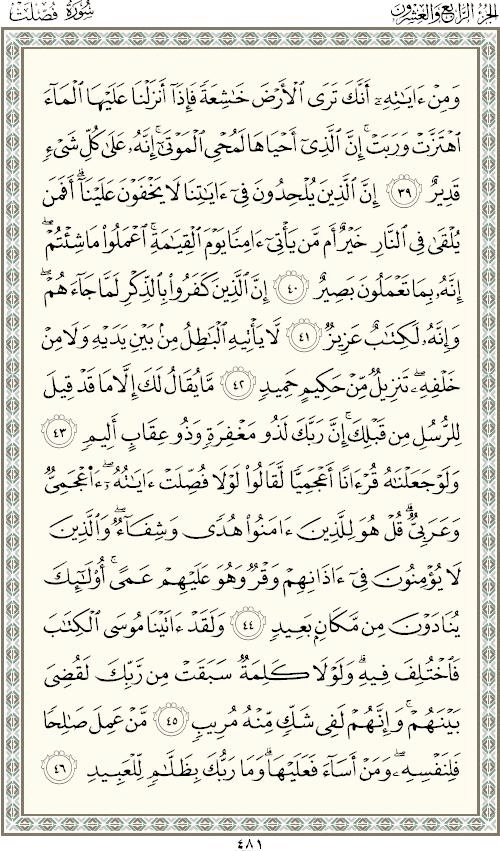 الجزء الرابع والعشرون سورة فصلت
وَمِنْ ءَايَٰتِهِۦٓ أَنَّكَ تَرَى ٱلْأَرْضَ خَٰشِعَةً فَإِذَآ أَنزَلْنَا عَلَيْهَا ٱلْمَآءَ
ٱهْتَزَّتْ وَرَبَتْ ۚ إِنَّ ٱلَّذِىٓ أَحْيَاهَا لَمُحْىِ ٱلْمَوْتَىٰٓ ۚ إِنَّهُۥ عَلَىٰ كُلِّ شَىْءٍ
قَدِيرٌ ٣٩ إِنَّ ٱلَّذِينَ يُلْحِدُونَ فِىٓ ءَايَٰتِنَا لَا يَخْفَوْنَ عَلَيْنَآ ۗ أَفَمَن
يُلْقَىٰ فِى ٱلنَّارِ خَيْرٌ أَم مَّن يَأْتِىٓ ءَامِنًا يَوْمَ ٱلْقِيَٰمَةِ ۚ ٱعْمَلُوا۟ مَا شِئْتُمْ ۖ
إِنَّهُۥ بِمَا تَعْمَلُونَ بَصِيرٌ ٤٠ إِنَّ ٱلَّذِينَ كَفَرُوا۟ بِٱلذِّكْرِ لَمَّا جَآءَهُمْ ۖ
وَإِنَّهُۥ لَكِتَٰبٌ عَزِيزٌ ٤١ لَّا يَأْتِيهِ ٱلْبَٰطِلُ مِنۢ بَيْنِ يَدَيْهِ وَلَا مِنْ
خَلْفِهِۦ ۖ تَنزِيلٌ مِّنْ حَكِيمٍ حَمِيدٍ ٤٢ مَّا يُقَالُ لَكَ إِلَّا مَا قَدْ قِيلَ
لِلرُّسُلِ مِن قَبْلِكَ ۚ إِنَّ رَبَّكَ لَذُو مَغْفِرَةٍ وَذُو عِقَابٍ أَلِيمٍ ٤٣
وَلَوْ جَعَلْنَٰهُ قُرْءَانًا أَعْجَمِيًّا لَّقَالُوا۟ لَوْلَا فُصِّلَتْ ءَايَٰتُهُۥٓ ۖ ءَا۬عْجَمِىٌّ
وَعَرَبِىٌّ ۗ قُلْ هُوَ لِلَّذِينَ ءَامَنُوا۟ هُدًى وَشِفَآءٌ ۖ وَٱلَّذِينَ
لَا يُؤْمِنُونَ فِىٓ ءَاذَانِهِمْ وَقْرٌ وَهُوَ عَلَيْهِمْ عَمًى ۚ أُو۟لَٰٓئِكَ
يُنَادَوْنَ مِن مَّكَانٍۭ بَعِيدٍ ٤٤ وَلَقَدْ ءَاتَيْنَا مُوسَى ٱلْكِتَٰبَ
فَٱخْتُلِفَ فِيهِ ۗ وَلَوْلَا كَلِمَةٌ سَبَقَتْ مِن رَّبِّكَ لَقُضِىَ
بَيْنَهُمْ ۚ وَإِنَّهُمْ لَفِى شَكٍّ مِّنْهُ مُرِيبٍ ٤٥ مَّنْ عَمِلَ صَٰلِحًا
فَلِنَفْسِهِۦ ۖ وَمَنْ أَسَآءَ فَعَلَيْهَا ۗ وَمَا رَبُّكَ بِظَلَّٰمٍ لِّلْعَبِيدِ ٤٦
٤٨١